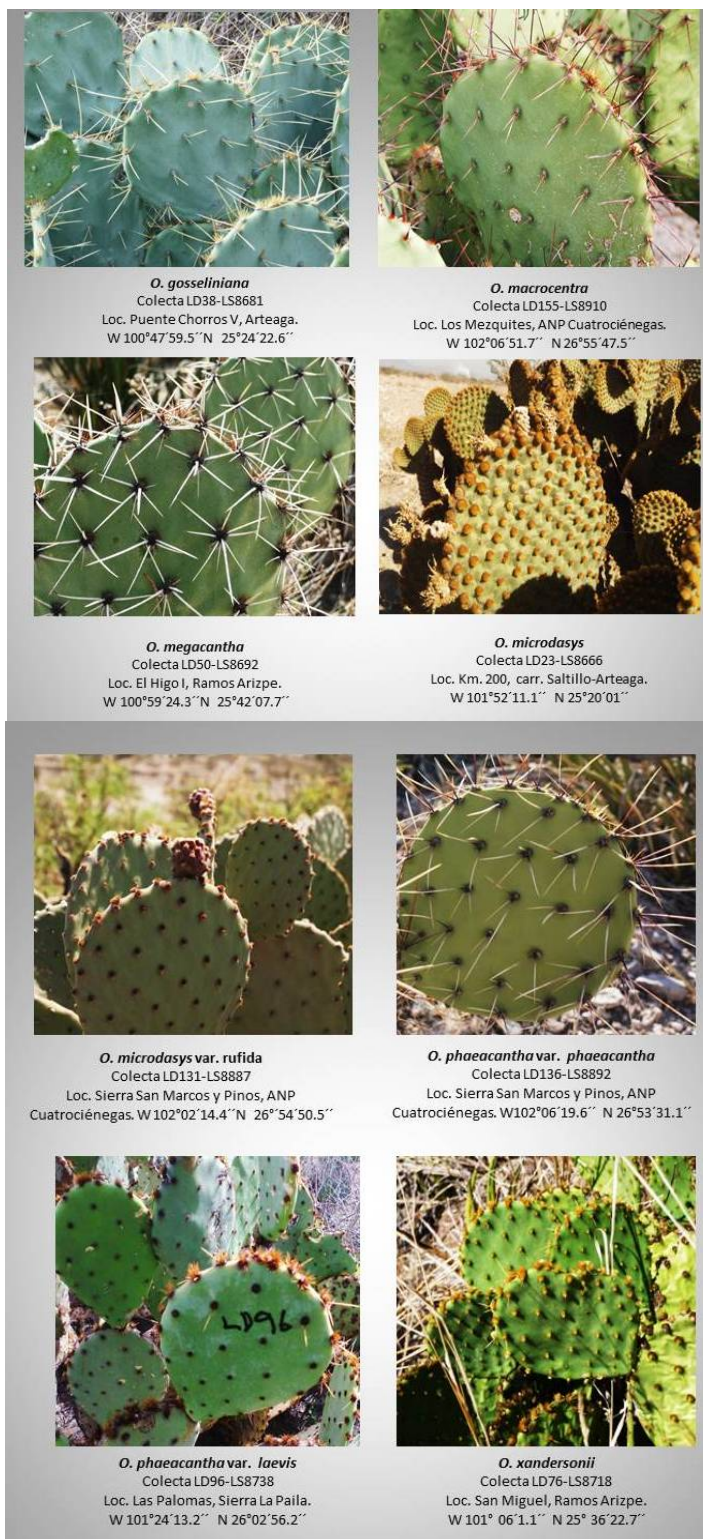 O. gosseliniana
Colecta LD38-LS8681
Loc. Puente Chorros V, Arteaga.
W 100°47´59.5´´N  25°24´22.6´´
O. macrocentra
Colecta LD155-LS8910
Loc. Los Mezquites, ANP Cuatrociénegas.
W 102°06´51.7´´ N 26°55´47.5´´
O. megacantha
Colecta LD50-LS8692
Loc. El Higo I, Ramos Arizpe.
W 100°59´24.3´´N 25°42´07.7´´
O. microdasys
Colecta LD23-LS8666
Loc. Km. 200, carr. Saltillo-Arteaga.
W 101°52´11.1´´ N 25°20´01´´
O. microdasys var. rufida
Colecta LD131-LS8887
Loc. Sierra San Marcos y Pinos, ANP
Cuatrociénegas. W 102°02´14.4´´N 26°´54´50.5´´
O. phaeacantha var. phaeacantha
Colecta LD136-LS8892
Loc. Sierra San Marcos y Pinos, ANP
Cuatrociénegas. W102°06´19.6´´ N 26°53´31.1´´
LD96
O. phaeacantha var. laevis
Colecta LD96-LS8738
Loc. Las Palomas, Sierra La Paila.
W 101°24´13.2´´ N 26°02´56.2´´
O. xandersonii
Colecta LD76-LS8718
Loc. San Miguel, Ramos Arizpe.
W 101° 06´1.1´´ N 25° 36´22.7´´